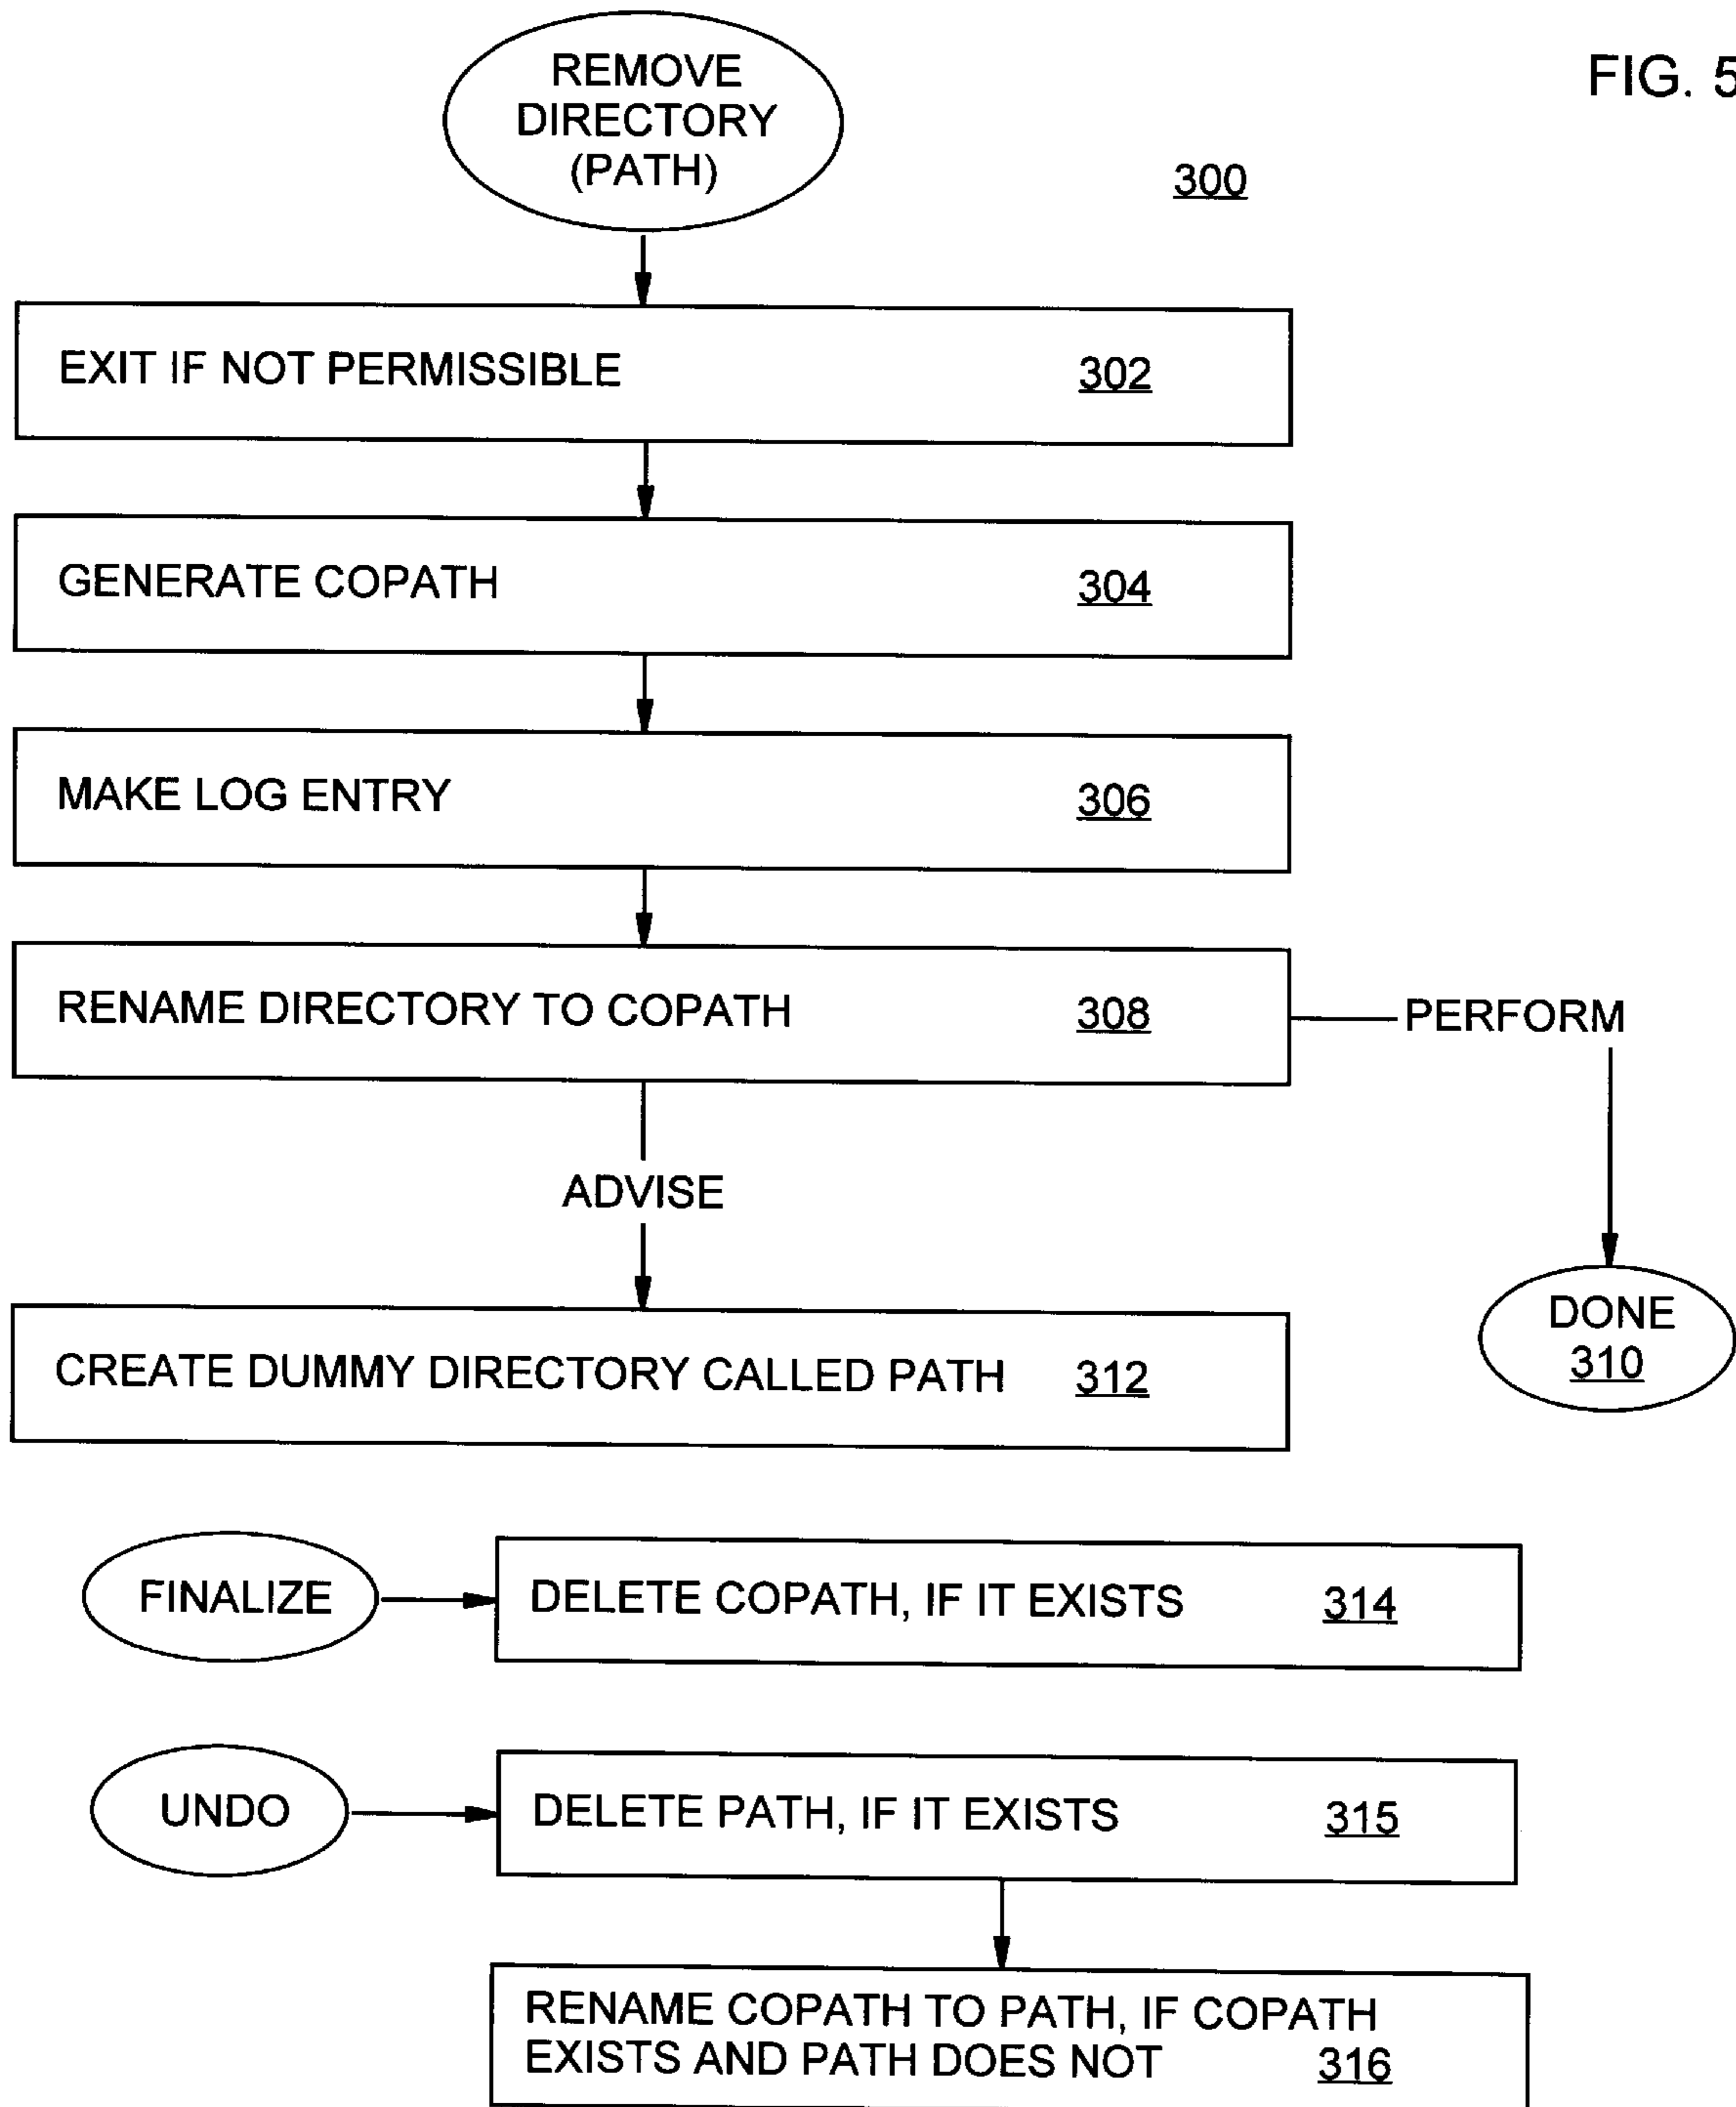 FIG. 5
REMOVE
DIRECTORY
(PATH)
300
EXIT IF NOT PERMISSIBLE 302
GENERATE COPATH 304
MAKE LOG ENTRY 306
RENAME DIRECTORY TO COPATH 308
PERFORM
ADVISE
DONE
310
CREATE DUMMY DIRECTORY CALLED PATH 312
FINALIZE
DELETE COPATH, IF IT EXISTS 314
UNDO
DELETE PATH, IF IT EXISTS 315
RENAME COPATH TO PATH, IF COPATH
EXISTS AND PATH DOES NOT 316